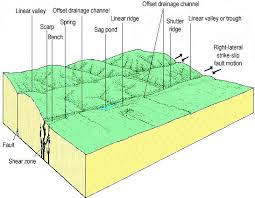 Offset drainage channel
Linear valley
Offset drainage channel
Linear ridge
Shutter
ridge
Linear valley or trough
Scarp
Spring
Sag pond
Bench
Right-lateral
strike-slip
fault motion
Fault
Shear zone